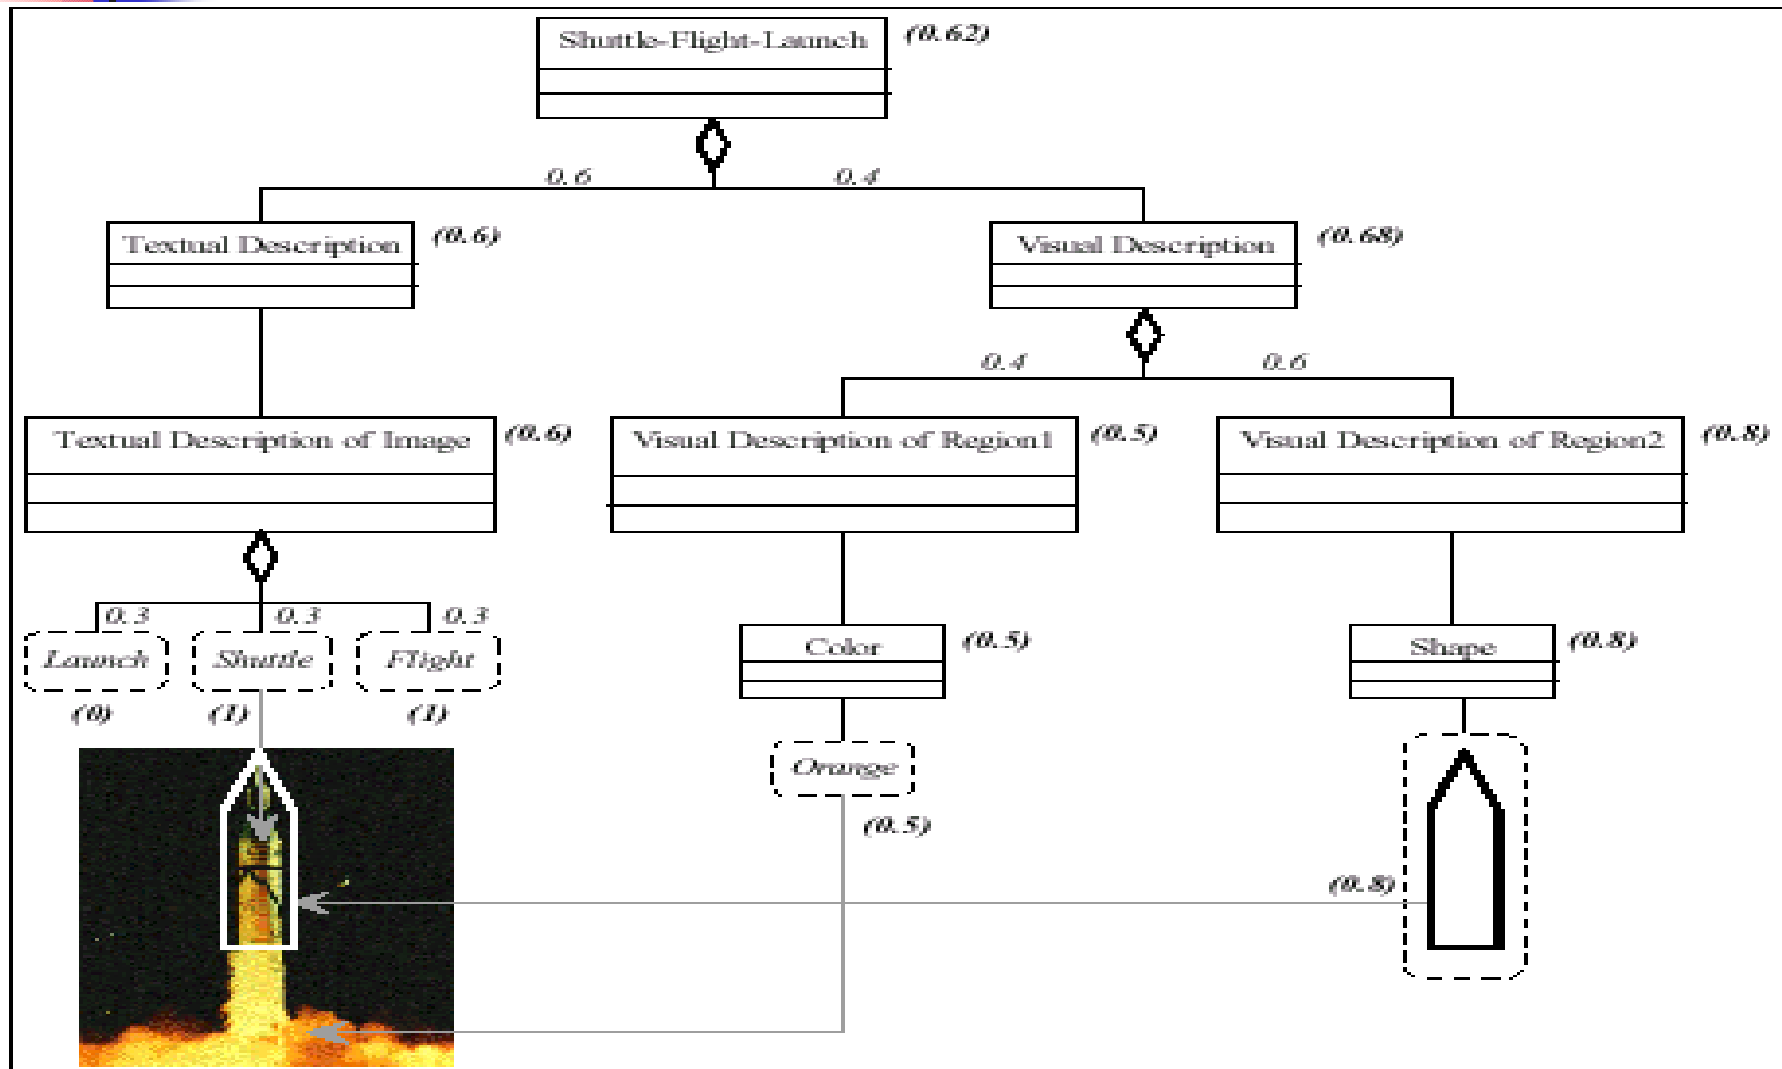 Shuttle-Flight-Launch (0.62)
0.6 0.4
Textual Description (0.6) Visual Description (0.68)
0.4 0.6
Textual Description of Image (0.6) Visual Description of Region1 (0.5) Visual Description of Region2 (0.8)
0.3 0.3 0.3
Launch Shuttle Flight Color (0.5) Shape (0.8)
(0) (1) (1)
Orange
(0.5)
(0.8)